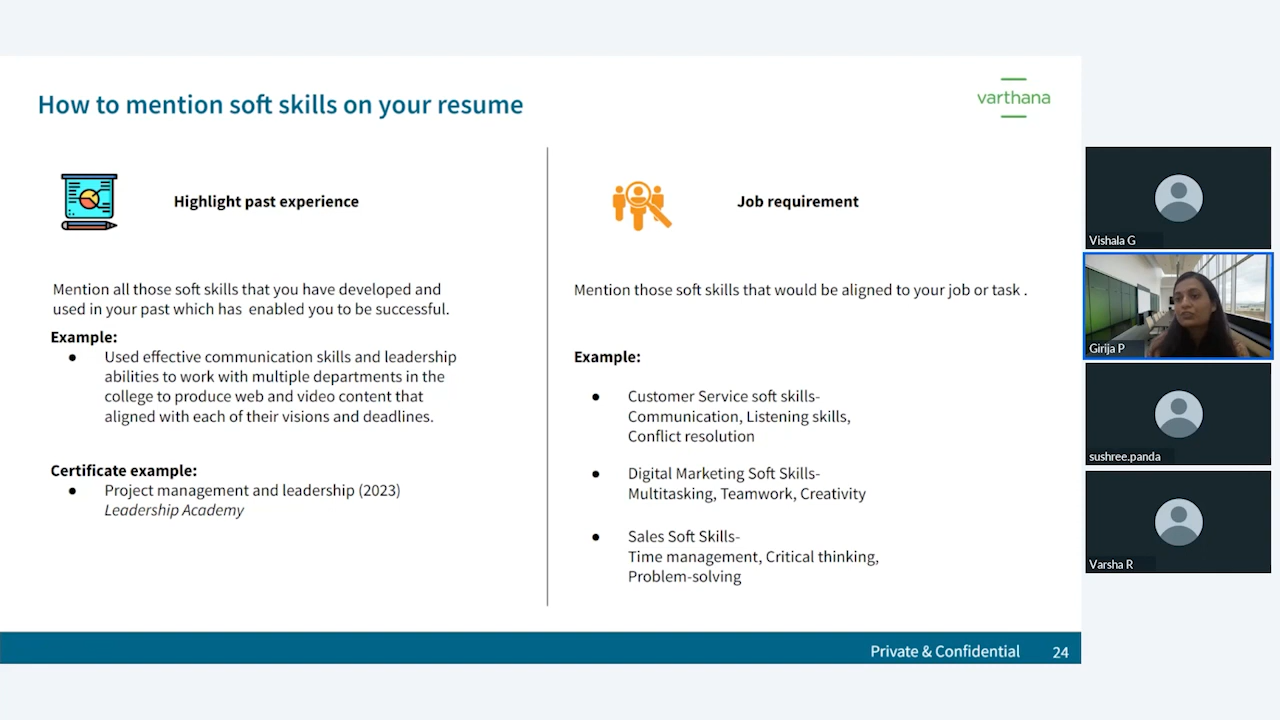 How to mention soft skills on your resume
varthana
Highlight past experience
Mention all those soft skills that you have developed and
used in your past which has enabled you to be successful.
Example:
● Used effective communication skills and leadership
abilities to work with multiple departments in the
college to produce web and video content that
aligned with each of their visions and deadlines.
Certificate example:
● Project management and leadership (2023)
Leadership Academy
Job requirement
Mention those soft skills that would be aligned to your job or task .
Example:
● Customer Service soft skills-
Communication, Listening skills,
Conflict resolution
● Digital Marketing Soft Skills-
Multitasking, Teamwork, Creativity
● Sales Soft Skills-
Time management, Critical thinking,
Problem-solving
Private & Confidential 24
Vishala G
Girija P
sushree.panda
Varsha R